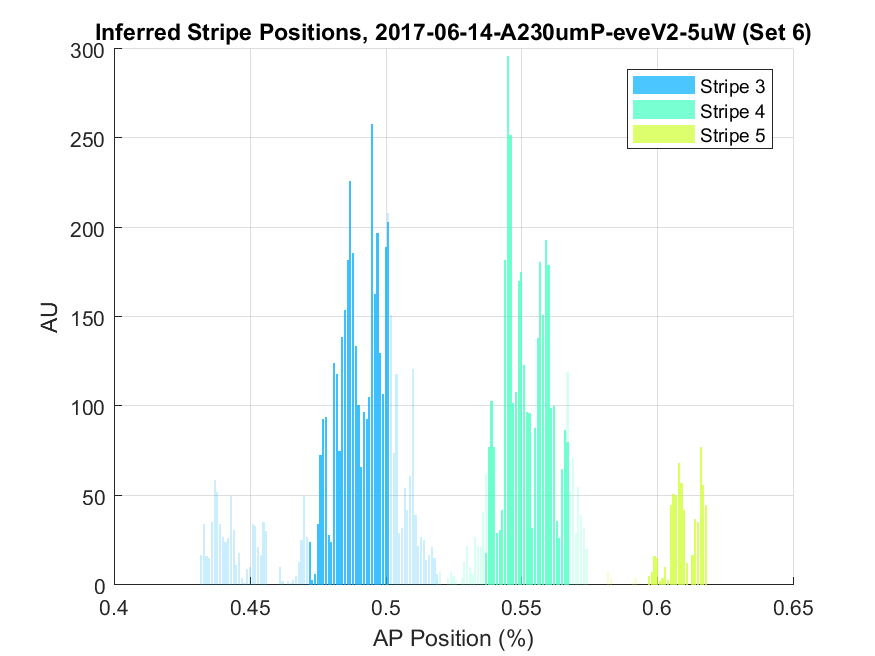 Inferred Stripe Positions, 2017-06-14-A230umP-eveV2-5uW (Set 6)
300
250
200
150
100
50
0
AU
Stripe 3
Stripe 4
Stripe 5
0.4 0.45 0.5 0.55 0.6 0.65
AP Position (%)